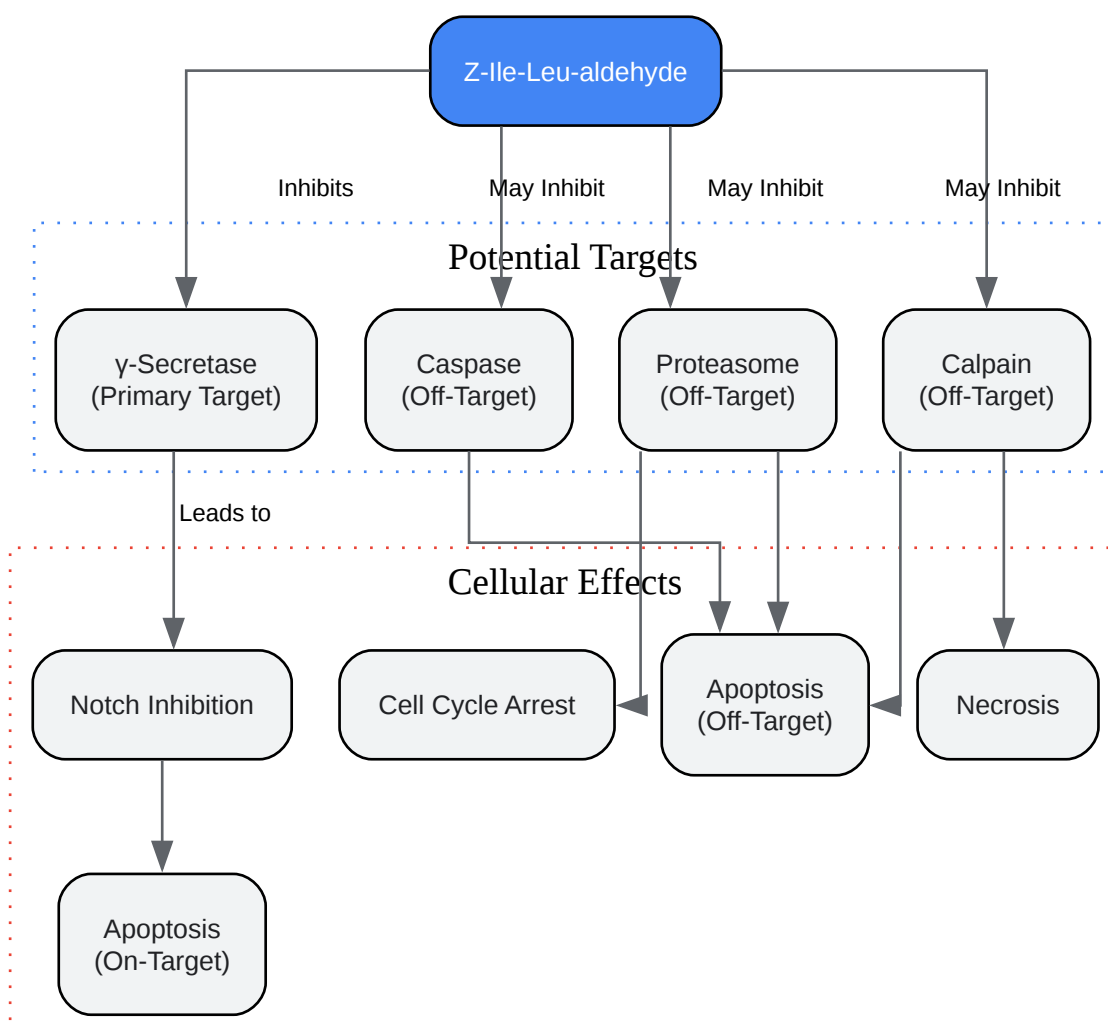 Z-Ile-Leu-aldehyde
Inhibits
May Inhibit
May Inhibit
May Inhibit
Potential Targets
γ-Secretase
(Primary Target)
Caspase
(Off-Target)
Proteasome
(Off-Target)
Calpain
(Off-Target)
Leads to
Cellular Effects
Notch Inhibition
Cell Cycle Arrest
Apoptosis
(Off-Target)
Necrosis
Apoptosis
(On-Target)